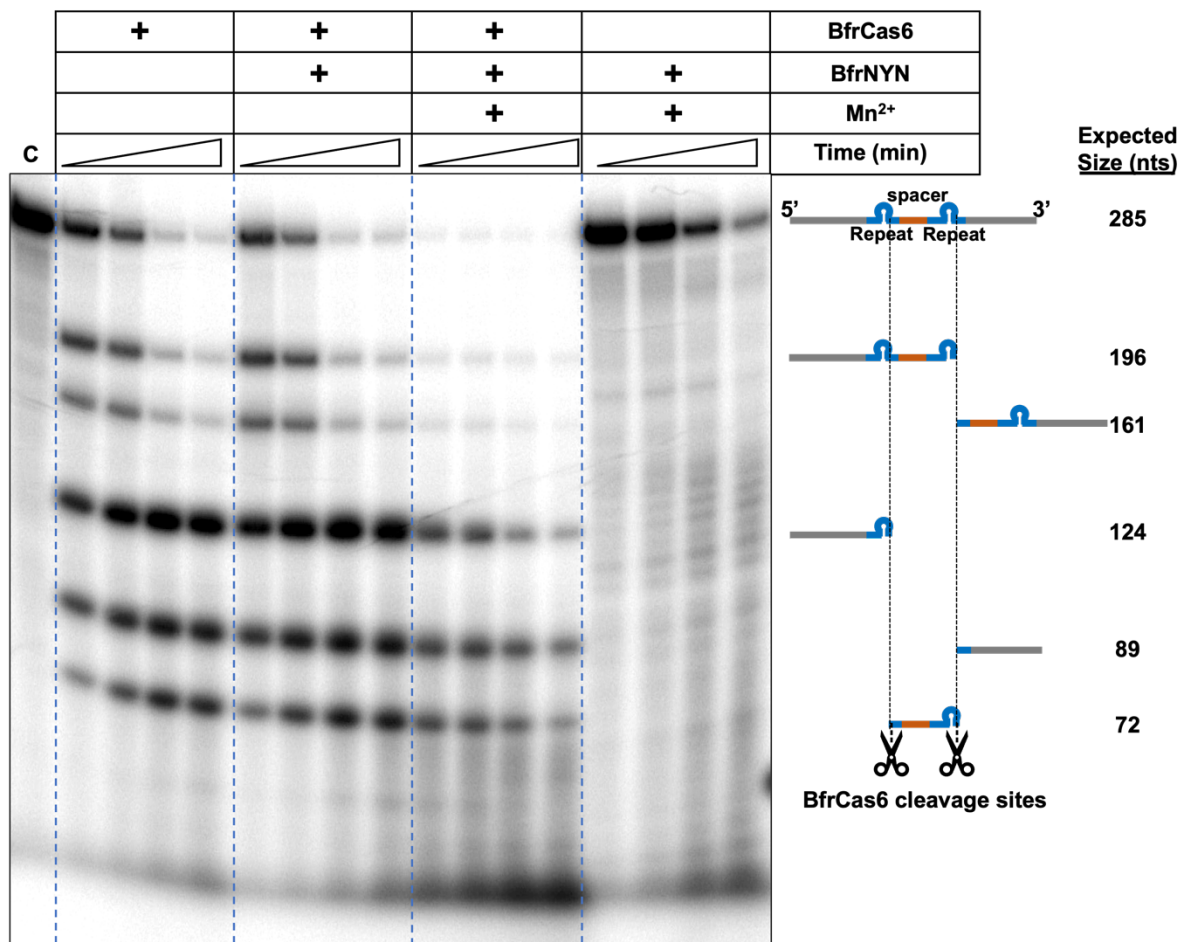 + + + BfrCas6
+ + + BfrNYN
+ + Mn²⁺
C Time (min)
Expected
Size (nts)
5’ spacer 3’ 285
Repeat Repeat
196
161
124
89
72
BfrCas6 cleavage sites